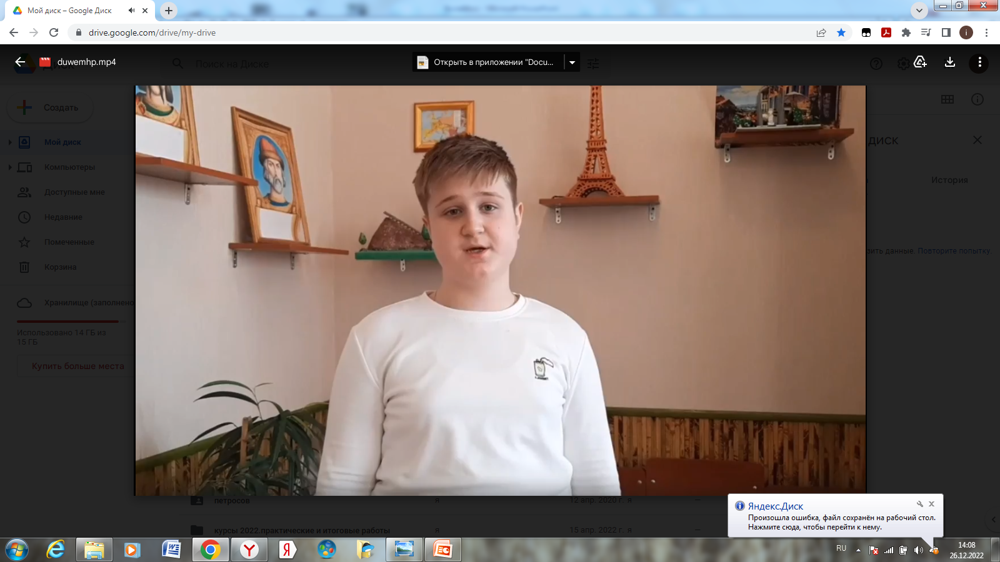 Мой диск – Google Диск
drive.google.com/drive/my-drive
duwemhp.mp4
Поиск на Диске
Открыть в приложении "Docu...
Создать
Мой диск
Компьютеры
Доступные мне
Недавние
Помеченные
Корзина
Хранилище (заполнено
Использовано 14 ГБ из
15 ГБ
Купить больше места
диск
История
зить данные. Повторите попытку.
петросов
я
12 апр. 2020 г. я
—
курсы 2022.практические и итоговые работы
я
15 апр. 2022 г. я
—
Яндекс.Диск
Произошла ошибка, файл сохранён на рабочий стол.
Нажмите сюда, чтобы перейти к нему.
RU
14:08
26.12.2022